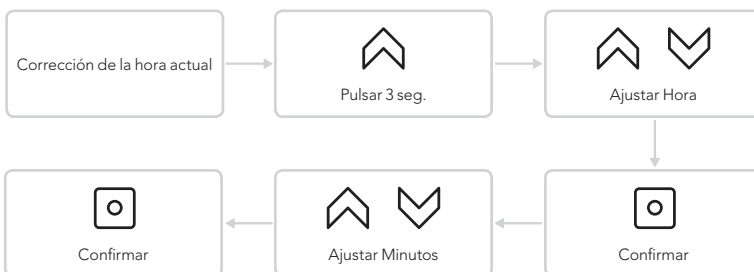 Corrección de la hora actual
Pulsar 3 seg.
Ajustar Hora
Confirmar
Ajustar Minutos
Confirmar